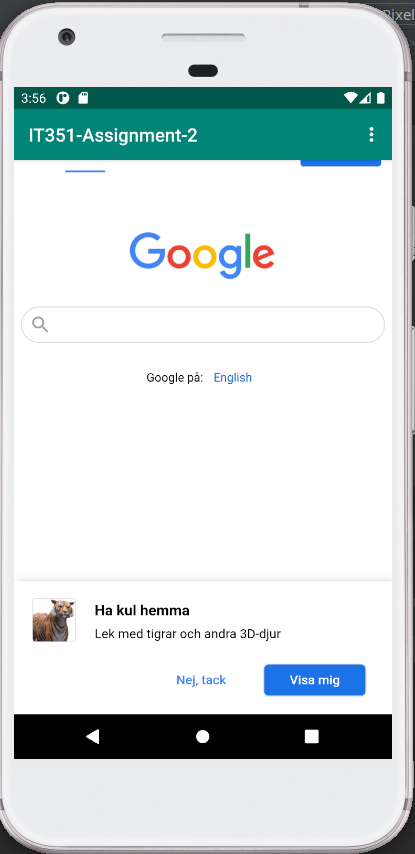 Pixel
3:56
IT351-Assignment-2
Google
Google på: English
Ha kul hemma
Lek med tigrar och andra 3D-djur
Nej, tack
Visa mig